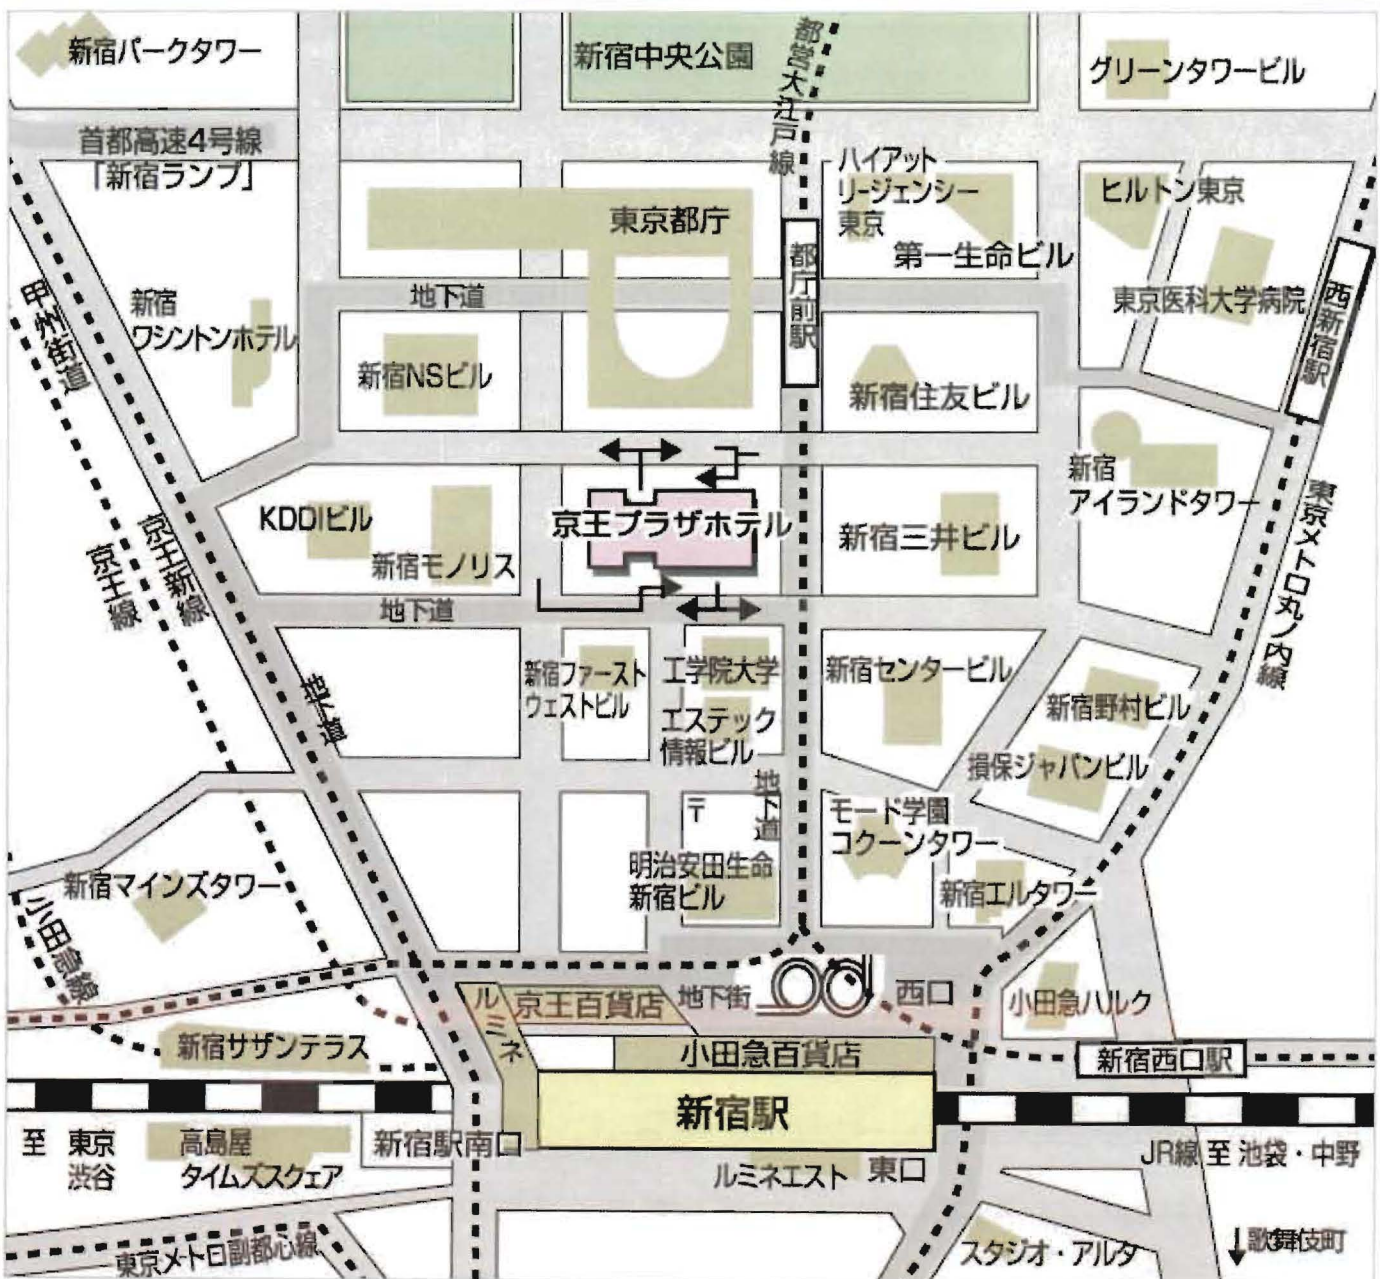 新宿パークタワー
新宿中央公園
都営大江戸線
グリーンタワービル
首都高速4号線
「新宿ランプ」
ハイアット
リージェンシー
東京
ヒルトン東京
東京都庁
第一生命ビル
都庁前駅
地下道
東京医科大学病院
西新宿駅
甲州街道
新宿
ワシントンホテル
新宿NSビル
新宿住友ビル
新宿
アイランドタワー
東京メトロ丸ノ内線
KDDIビル
京王プラザホテル
新宿三井ビル
京王新線
京王線
新宿モノリス
地下道
地下道
新宿ファースト
ウェストビル
工学院大学
新宿センタービル
新宿野村ビル
エステック
情報ビル
損保ジャパンビル
地下道
〒
モード学園
コクーンタワー
明治安田生命
新宿ビル
新宿エルタワー
新宿マインズタワー
小田急線
ルミネ
京王百貨店
地下街
西口
小田急ハルク
新宿サザンテラス
小田急百貨店
新宿西口駅
新宿駅
至 東京
渋谷
高島屋
タイムズスクェア
新宿駅南口
ルミネエスト
東口
JR線 至 池袋・中野
東京メトロ副都心線
スタジオ・アルタ
↓歌舞伎町